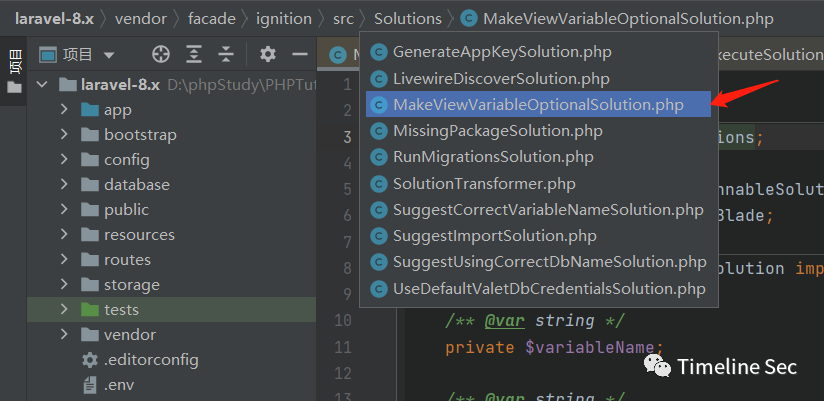 laravel-8.x > vendor > facade > ignition > src > Solutions > MakeViewVariableOptionalSolution.php
项目
项目
laravel-8.x D:\phpStudy\PHPTut
app
bootstrap
config
database
public
resources
routes
storage
tests
vendor
.editorconfig
.env
M
ecuteSolution
GenerateAppKeySolution.php
LivewireDiscoverSolution.php
MakeViewVariableOptionalSolution.php
MissingPackageSolution.php
RunMigrationsSolution.php
SolutionTransformer.php
SuggestCorrectVariableNameSolution.php
SuggestImportSolution.php
SuggestUsingCorrectDbNameSolution.php
UseDefaultValetDbCredentialsSolution.php
1
2
3 ions;
4
5 nnableSolut
6 Blade;
7
8 olution imp
9
10 /** @var string */
11 private $variableName;
12
13 /** @var string */
Timeline Sec